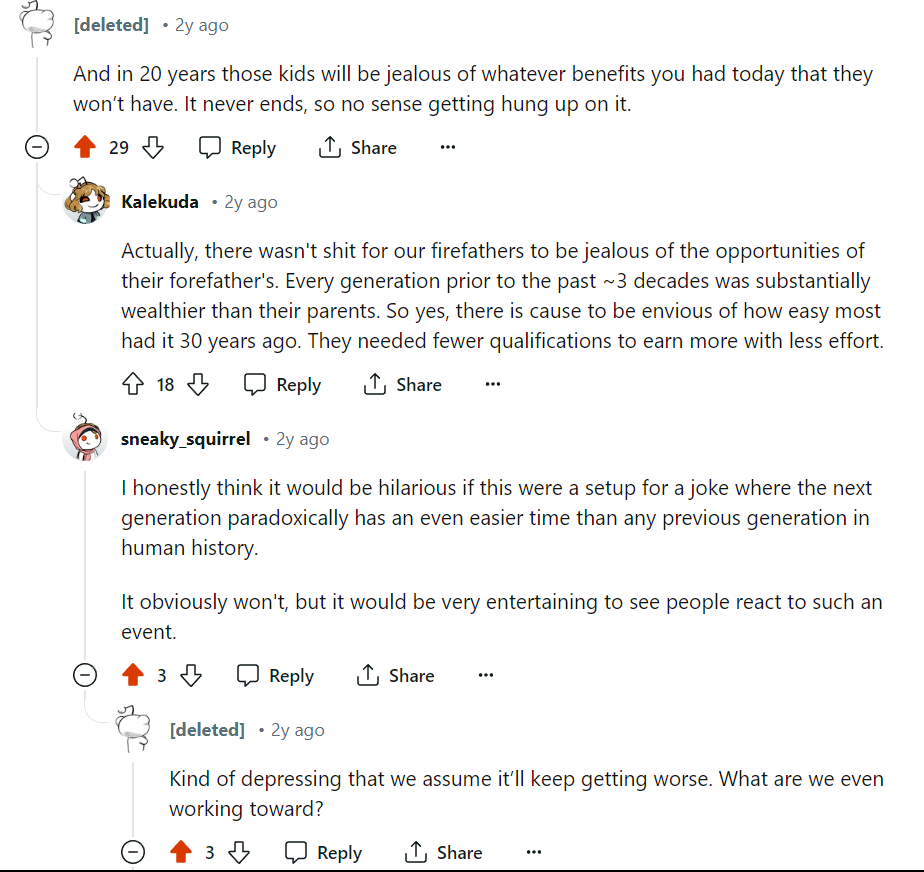 [deleted] • 2y ago
And in 20 years those kids will be jealous of whatever benefits you had today that they
won’t have. It never ends, so no sense getting hung up on it.
29 Reply Share ···
Kalekuda • 2y ago
Actually, there wasn't shit for our firefathers to be jealous of the opportunities of
their forefather's. Every generation prior to the past ~3 decades was substantially
wealthier than their parents. So yes, there is cause to be envious of how easy most
had it 30 years ago. They needed fewer qualifications to earn more with less effort.
18 Reply Share ···
sneaky_squirrel • 2y ago
I honestly think it would be hilarious if this were a setup for a joke where the next
generation paradoxically has an even easier time than any previous generation in
human history.
It obviously won't, but it would be very entertaining to see people react to such an
event.
3 Reply Share ···
[deleted] • 2y ago
Kind of depressing that we assume it’ll keep getting worse. What are we even
working toward?
3 Reply Share ···